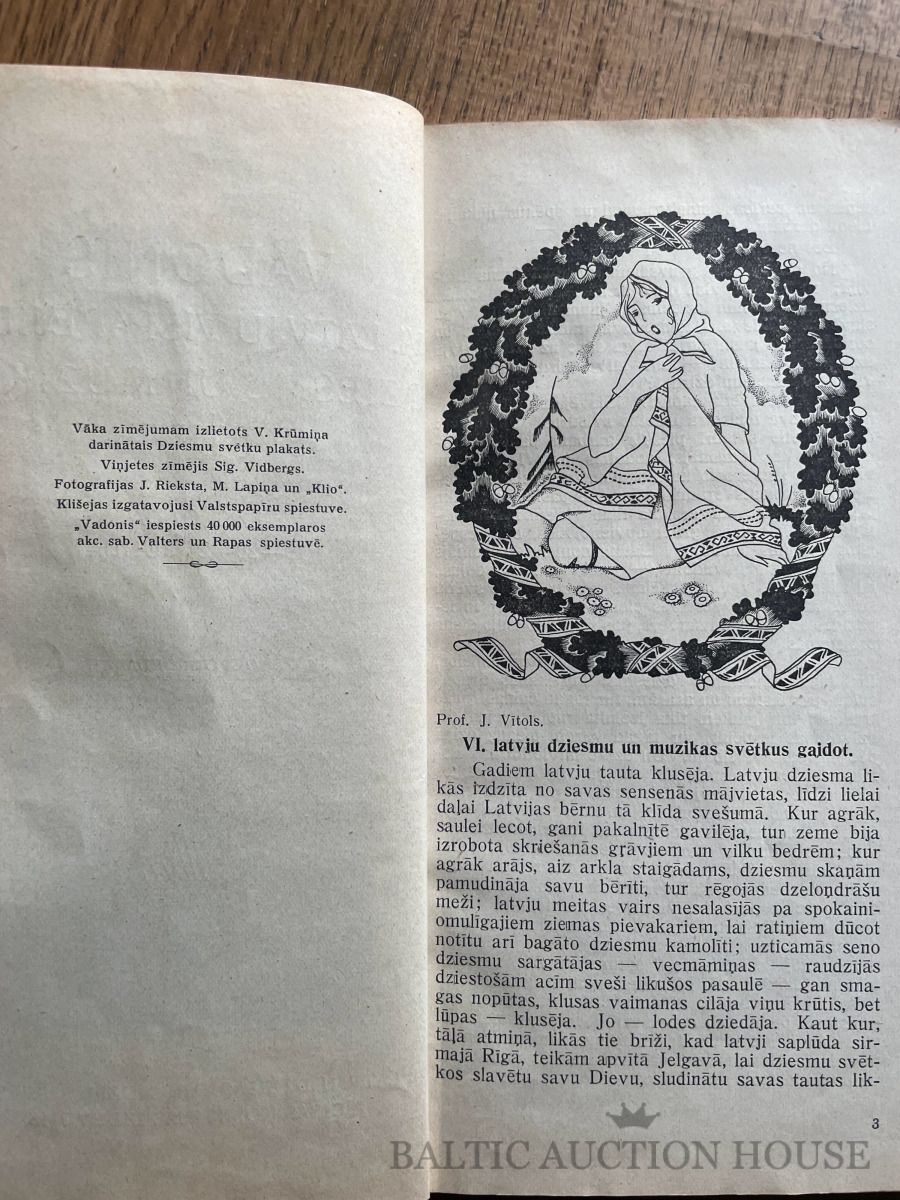 Vāka zīmējumam izlietots V. Krūmiņa
darinātais Dziesmu svētku plakats.
Viņjetes zīmējis Sig. Vidbergs.
Fotografijas J. Rieksta, M. Lapiņa un „Klio“.
Klišejas izgatavojusi Valstspapīru spiestuve.
„Vadonis“ iespiests 40 000 eksemplaros
akc. sab. Valters un Rapas spiestuvē.
Prof. J. Vītols.
VI. latvju dziesmu un muzikas svētkus gaidot.
Gadiem latvju tauta klusēja. Latvju dziesma li-
kās izdzīta no savas sensenās mājvietas, līdzi lielai
daļai Latvijas bērnu tā klīda svešumā. Kur agrāk,
saulei lecot, gani pakalnītē gavilēja, tur zeme bija
izrobota skriešanās grāvjiem un vilku bedrēm; kur
agrāk arājs, aiz arkla staigādams, dziesmu skaņām
pamudināja savu bērīti, tur rēgojās dzeloņdrāšu
meži; latvju meitas vairs nesalasījās pa spokaini-
omulīgajiem ziemas pievakariem, lai ratiņiem dūcot
notītu arī bagāto dziesmu kamolīti; uzticamās seno
dziesmu sargātājas — vecmāmiņas — raudzījās
dziestošām acīm sveši likušos pasaulē — gan sma-
gas nopūtas, klusas vaimanas cilāja viņu krūtis, bet
lūpas — klusēja. Jo — lodes dziedāja. Kaut kur,
tāļā atmiņā, likās tie brīži, kad latvji saplūda sir-
majā Rīgā, teikām apvītā Jelgavā, lai dziesmu svēt-
kos slavētu savu Dievu, sludinātu savas tautas lik-
3
BALTIC AUCTION HOUSE